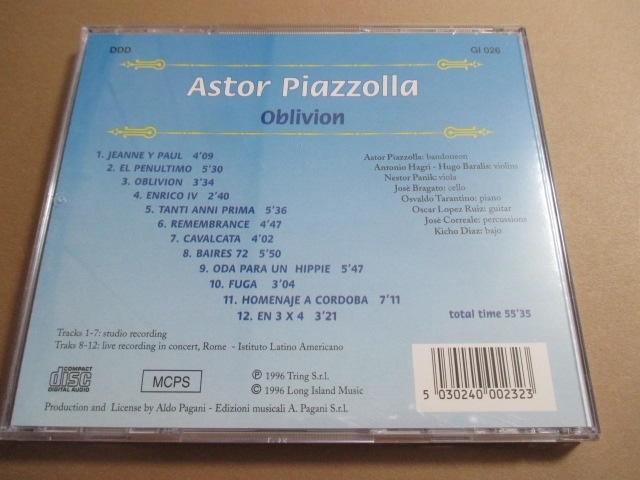 DDD
GI 026
Astor Piazzolla
Oblivion
1. JEANNE Y PAUL 4'09
2. EL PENULTIMO 5'30
3. OBLIVION 3'34
4. ENRICO IV 2'40
5. TANTI ANNI PRIMA 5'36
6. REMEMBRANCE 4'47
7. CAVALCATA 4'02
8. BAIRES 72 5'50
9. ODA PARA UN HIPPIE 5'47
10. FUGA 3'04
11. HOMENAJE A CORDOBA 7'11
12. EN 3 X 4 3'21
Astor Piazzolla: bandoneon
Antonio Hagri - Hugo Baralis: violins
Nestor Panik: viola
Josè Bragato: cello
Osvaldo Tarantino: piano
Oscar Lopez Ruiz: guitar
Josè Correale: percussions
Kicho Diaz: bajo
total time 55'35
Tracks 1-7: studio recording
Traks 8-12: live recording in concert, Rome - Istituto Latino Americano
COMPACT
disc
DIGITAL AUDIO
MCPS
℗ 1996 Tring S.r.l.
© 1996 Long Island Music
Production and License by Aldo Pagani - Edizioni musicali A. Pagani S.r.l.
5 030240 002323